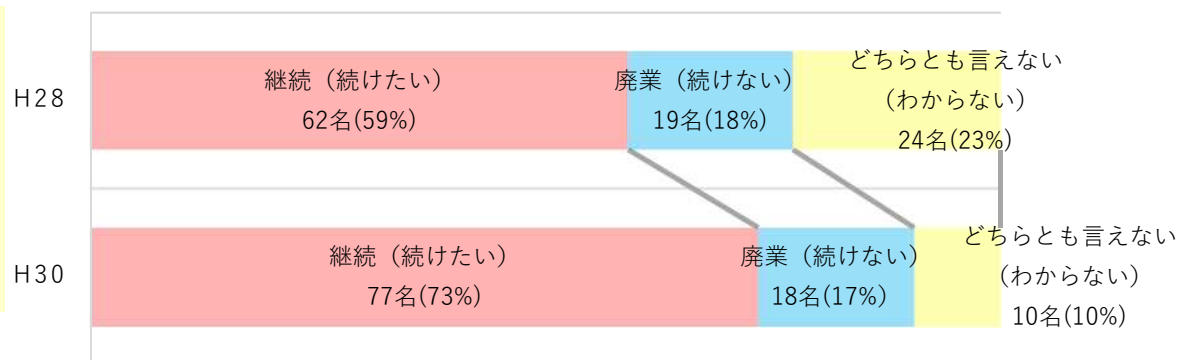 H28
継続（続けたい）
62名(59%)
廃業（続けない）
19名(18%)
どちらとも言えない
（わからない）
24名(23%)
H30
継続（続けたい）
77名(73%)
廃業（続けない）
18名(17%)
どちらとも言えない
（わからない）
10名(10%)